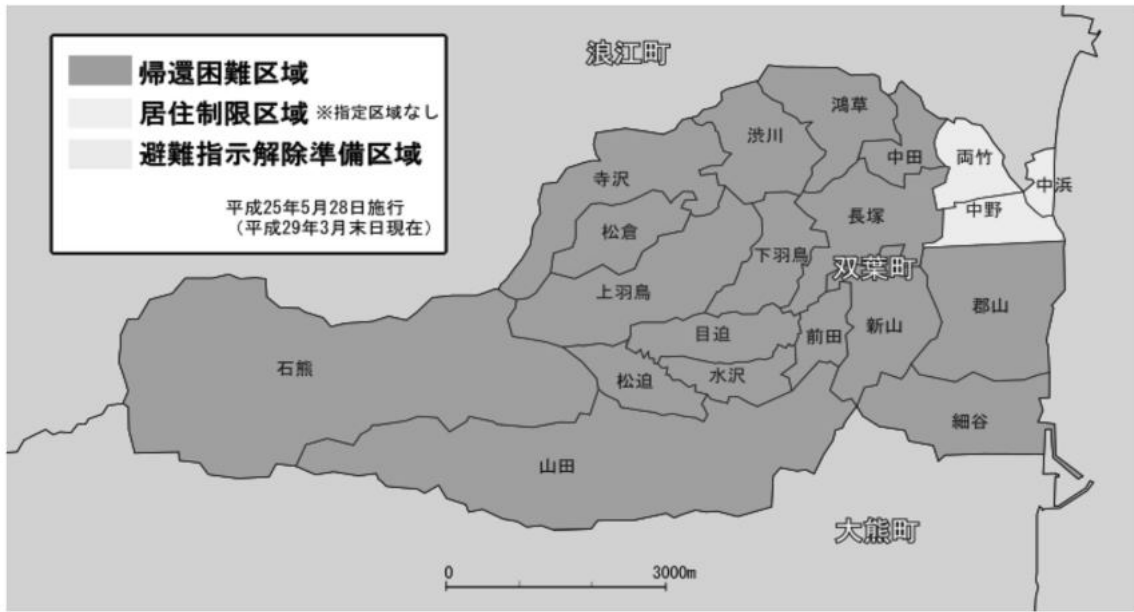 帰還困難区域
居住制限区域 ※指定区域なし
避難指示解除準備区域
平成25年5月28日施行
(平成29年3月末日現在)
浪江町
鴻草
渋川
中田
両竹
中浜
寺沢
長塚
中野
松倉
下羽鳥
双葉町
上羽鳥
郡山
目迫
前田
新山
石熊
松迫
水沢
細谷
山田
大熊町
0
3000m